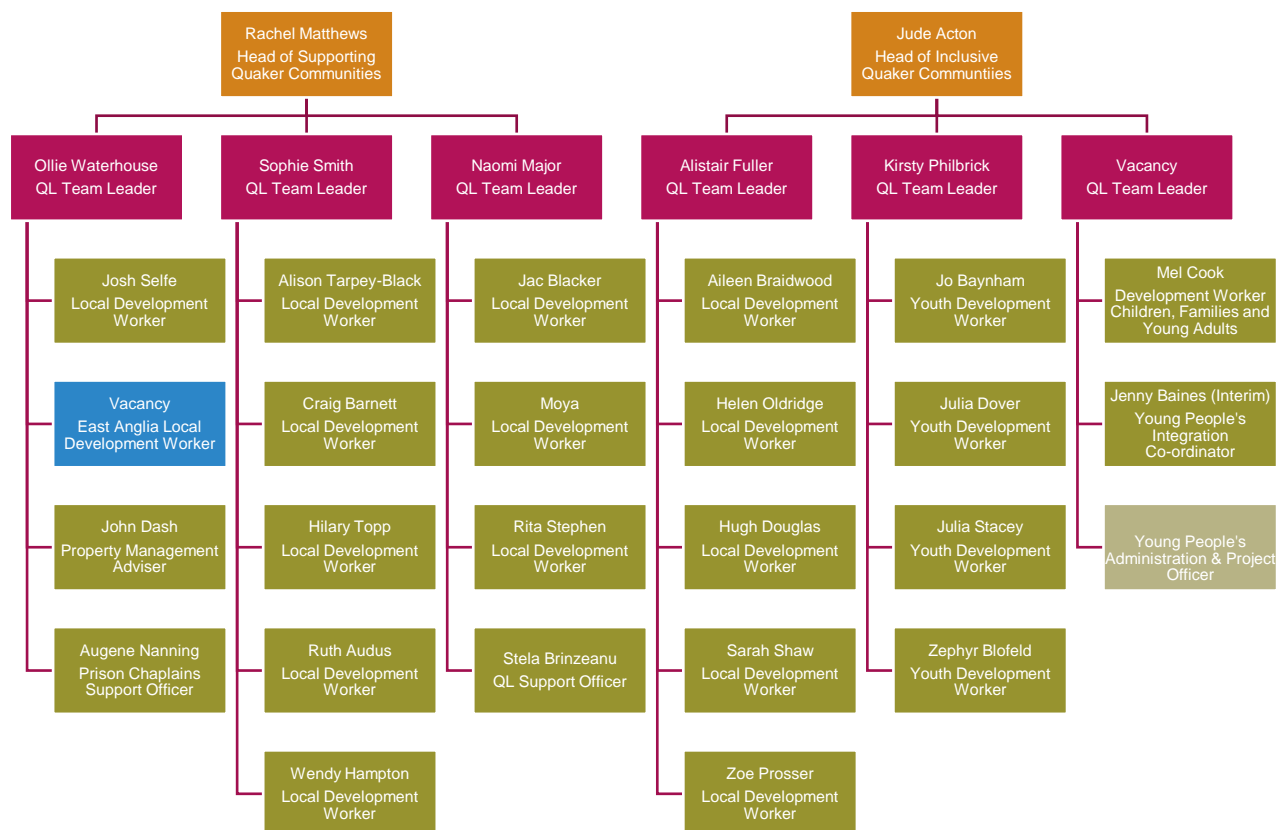 Rachel Matthews
Head of Supporting
Quaker Communities
Jude Acton
Head of Inclusive
Quaker Communtiies
Ollie Waterhouse
QL Team Leader
Sophie Smith
QL Team Leader
Naomi Major
QL Team Leader
Alistair Fuller
QL Team Leader
Kirsty Philbrick
QL Team Leader
Vacancy
QL Team Leader
Josh Selfe
Local Development
Worker
Alison Tarpey-Black
Local Development
Worker
Jac Blacker
Local Development
Worker
Aileen Braidwood
Local Development
Worker
Jo Baynham
Youth Development
Worker
Mel Cook
Development Worker
Children, Families and
Young Adults
Vacancy
East Anglia Local
Development Worker
Craig Barnett
Local Development
Worker
Moya
Local Development
Worker
Helen Oldridge
Local Development
Worker
Julia Dover
Youth Development
Worker
Jenny Baines (Interim)
Young People's
Integration
Co-ordinator
John Dash
Property Management
Adviser
Hilary Topp
Local Development
Worker
Rita Stephen
Local Development
Worker
Hugh Douglas
Local Development
Worker
Julia Stacey
Youth Development
Worker
Young People's
Administration & Project
Officer
Augene Nanning
Prison Chaplains
Support Officer
Ruth Audus
Local Development
Worker
Stela Brinzeanu
QL Support Officer
Sarah Shaw
Local Development
Worker
Zephyr Blofeld
Youth Development
Worker
Wendy Hampton
Local Development
Worker
Zoe Prosser
Local Development
Worker